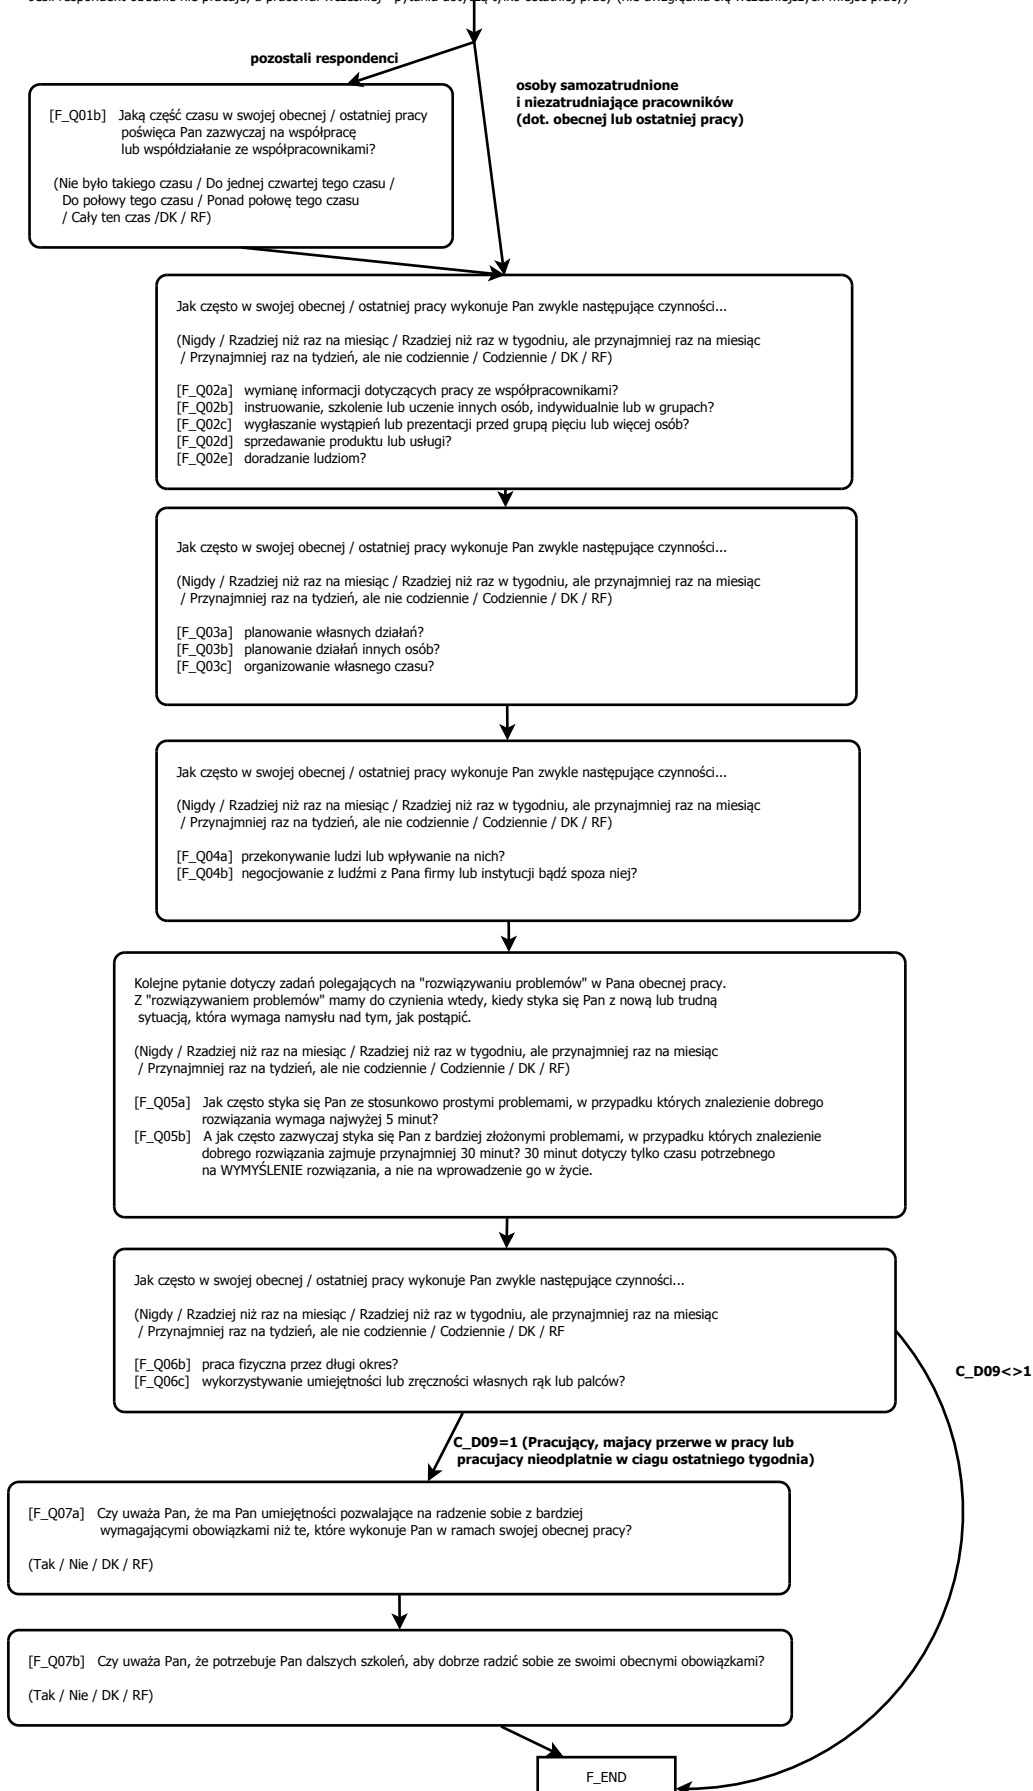 pozostali respondenci
osoby samozatrudnione
i niezatrudniające pracowników
(dot. obecnej lub ostatniej pracy)
[F_Q01b] Jaką część czasu w swojej obecnej / ostatniej pracy
poświęca Pan zazwyczaj na współpracę
lub współdziałanie ze współpracownikami?
(Nie było takiego czasu / Do jednej czwartej tego czasu /
Do połowy tego czasu / Ponad połowę tego czasu
/ Cały ten czas /DK / RF)
Jak często w swojej obecnej / ostatniej pracy wykonuje Pan zwykle następujące czynności...
(Nigdy / Rzadziej niż raz na miesiąc / Rzadziej niż raz w tygodniu, ale przynajmniej raz na miesiąc
/ Przynajmniej raz na tydzień, ale nie codziennie / Codziennie / DK / RF)
[F_Q02a] wymianę informacji dotyczących pracy ze współpracownikami?
[F_Q02b] instruowanie, szkolenie lub uczenie innych osób, indywidualnie lub w grupach?
[F_Q02c] wygłaszanie wystąpień lub prezentacji przed grupą pięciu lub więcej osób?
[F_Q02d] sprzedawanie produktu lub usługi?
[F_Q02e] doradzanie ludziom?
Jak często w swojej obecnej / ostatniej pracy wykonuje Pan zwykle następujące czynności...
(Nigdy / Rzadziej niż raz na miesiąc / Rzadziej niż raz w tygodniu, ale przynajmniej raz na miesiąc
/ Przynajmniej raz na tydzień, ale nie codziennie / Codziennie / DK / RF)
[F_Q03a] planowanie własnych działań?
[F_Q03b] planowanie działań innych osób?
[F_Q03c] organizowanie własnego czasu?
Jak często w swojej obecnej / ostatniej pracy wykonuje Pan zwykle następujące czynności...
(Nigdy / Rzadziej niż raz na miesiąc / Rzadziej niż raz w tygodniu, ale przynajmniej raz na miesiąc
/ Przynajmniej raz na tydzień, ale nie codziennie / Codziennie / DK / RF)
[F_Q04a] przekonywanie ludzi lub wpływanie na nich?
[F_Q04b] negocjowanie z ludźmi z Pana firmy lub instytucji bądź spoza niej?
Kolejne pytanie dotyczy zadań polegających na "rozwiązywaniu problemów" w Pana obecnej pracy.
Z "rozwiązywaniem problemów" mamy do czynienia wtedy, kiedy styka się Pan z nową lub trudną
sytuacją, która wymaga namysłu nad tym, jak postąpić.
(Nigdy / Rzadziej niż raz na miesiąc / Rzadziej niż raz w tygodniu, ale przynajmniej raz na miesiąc
/ Przynajmniej raz na tydzień, ale nie codziennie / Codziennie / DK / RF)
[F_Q05a] Jak często styka się Pan ze stosunkowo prostymi problemami, w przypadku których znalezienie dobrego
rozwiązania wymaga najwyżej 5 minut?
[F_Q05b] A jak często zazwyczaj styka się Pan z bardziej złożonymi problemami, w przypadku których znalezienie
dobrego rozwiązania zajmuje przynajmniej 30 minut? 30 minut dotyczy tylko czasu potrzebnego
na WYMYŚLENIE rozwiązania, a nie na wprowadzenie go w życie.
Jak często w swojej obecnej / ostatniej pracy wykonuje Pan zwykle następujące czynności...
(Nigdy / Rzadziej niż raz na miesiąc / Rzadziej niż raz w tygodniu, ale przynajmniej raz na miesiąc
/ Przynajmniej raz na tydzień, ale nie codziennie / Codziennie / DK / RF
[F_Q06b] praca fizyczna przez długi okres?
[F_Q06c] wykorzystywanie umiejętności lub zręczności własnych rąk lub palców?
C_D09<>1
C_D09=1 (Pracujący, majacy przerwe w pracy lub
pracujacy nieodplatnie w ciagu ostatniego tygodnia)
[F_Q07a] Czy uważa Pan, że ma Pan umiejętności pozwalające na radzenie sobie z bardziej
wymagającymi obowiązkami niż te, które wykonuje Pan w ramach swojej obecnej pracy?
(Tak / Nie / DK / RF)
[F_Q07b] Czy uważa Pan, że potrzebuje Pan dalszych szkoleń, aby dobrze radzić sobie ze swoimi obecnymi obowiązkami?
(Tak / Nie / DK / RF)
F_END